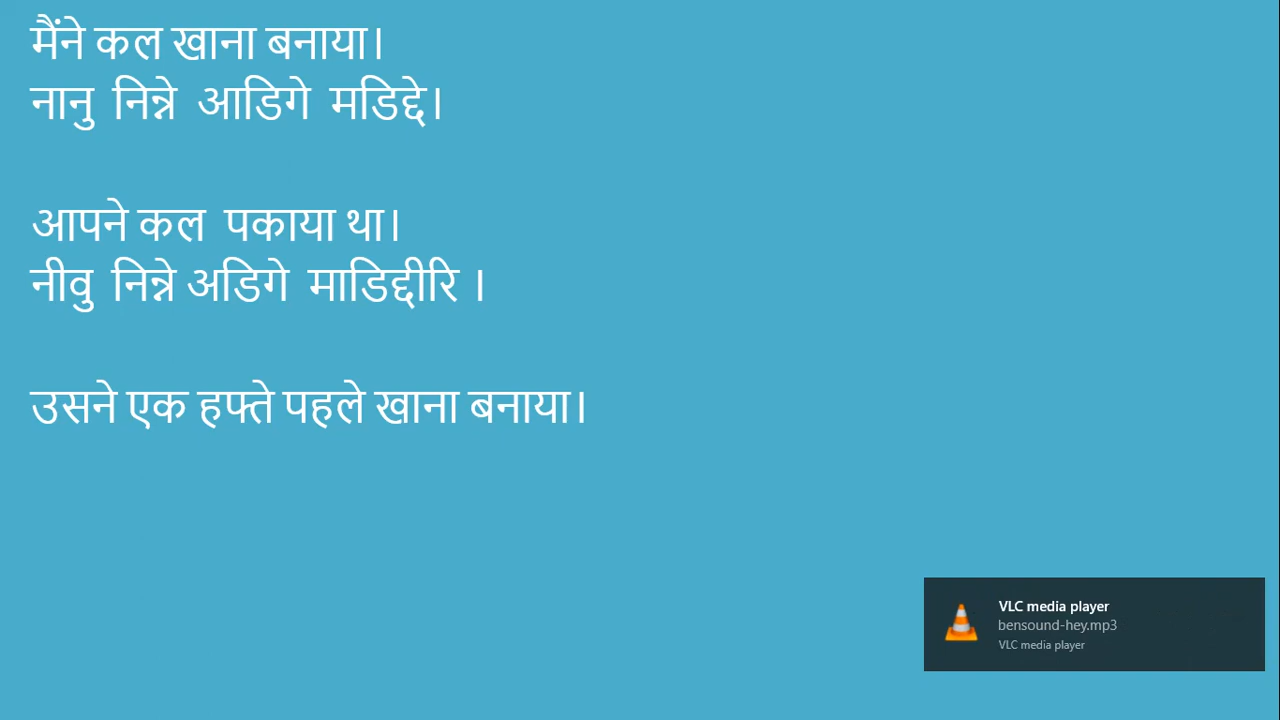 मैंने कल खाना बनाया।
नानु निन्ने आडिगे मडिद्दे।
आपने कल पकाया था।
नीवु निन्ने अडिगे माडिद्दीरि ।
उसने एक हफ्ते पहले खाना बनाया।
VLC media player
bensound-hey.mp3
VLC media player